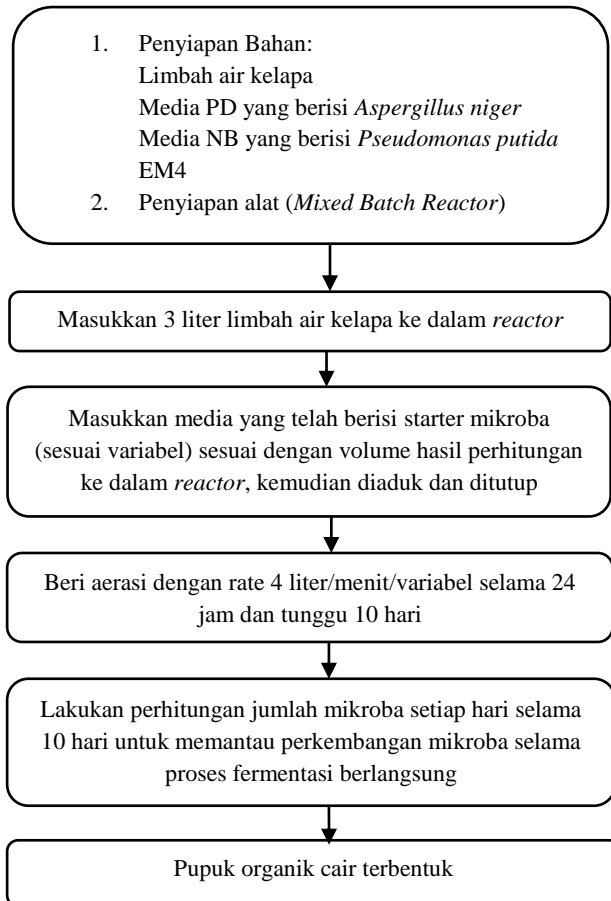 1. Penyiapan Bahan:
Limbah air kelapa
Media PD yang berisi Aspergillus niger
Media NB yang berisi Pseudomonas putida
EM4
2. Penyiapan alat (Mixed Batch Reactor)
Masukkan 3 liter limbah air kelapa ke dalam reactor
Masukkan media yang telah berisi starter mikroba
(sesuai variabel) sesuai dengan volume hasil perhitungan
ke dalam reactor, kemudian diaduk dan ditutup
Beri aerasi dengan rate 4 liter/menit/variabel selama 24
jam dan tunggu 10 hari
Lakukan perhitungan jumlah mikroba setiap hari selama
10 hari untuk memantau perkembangan mikroba selama
proses fermentasi berlangsung
Pupuk organik cair terbentuk